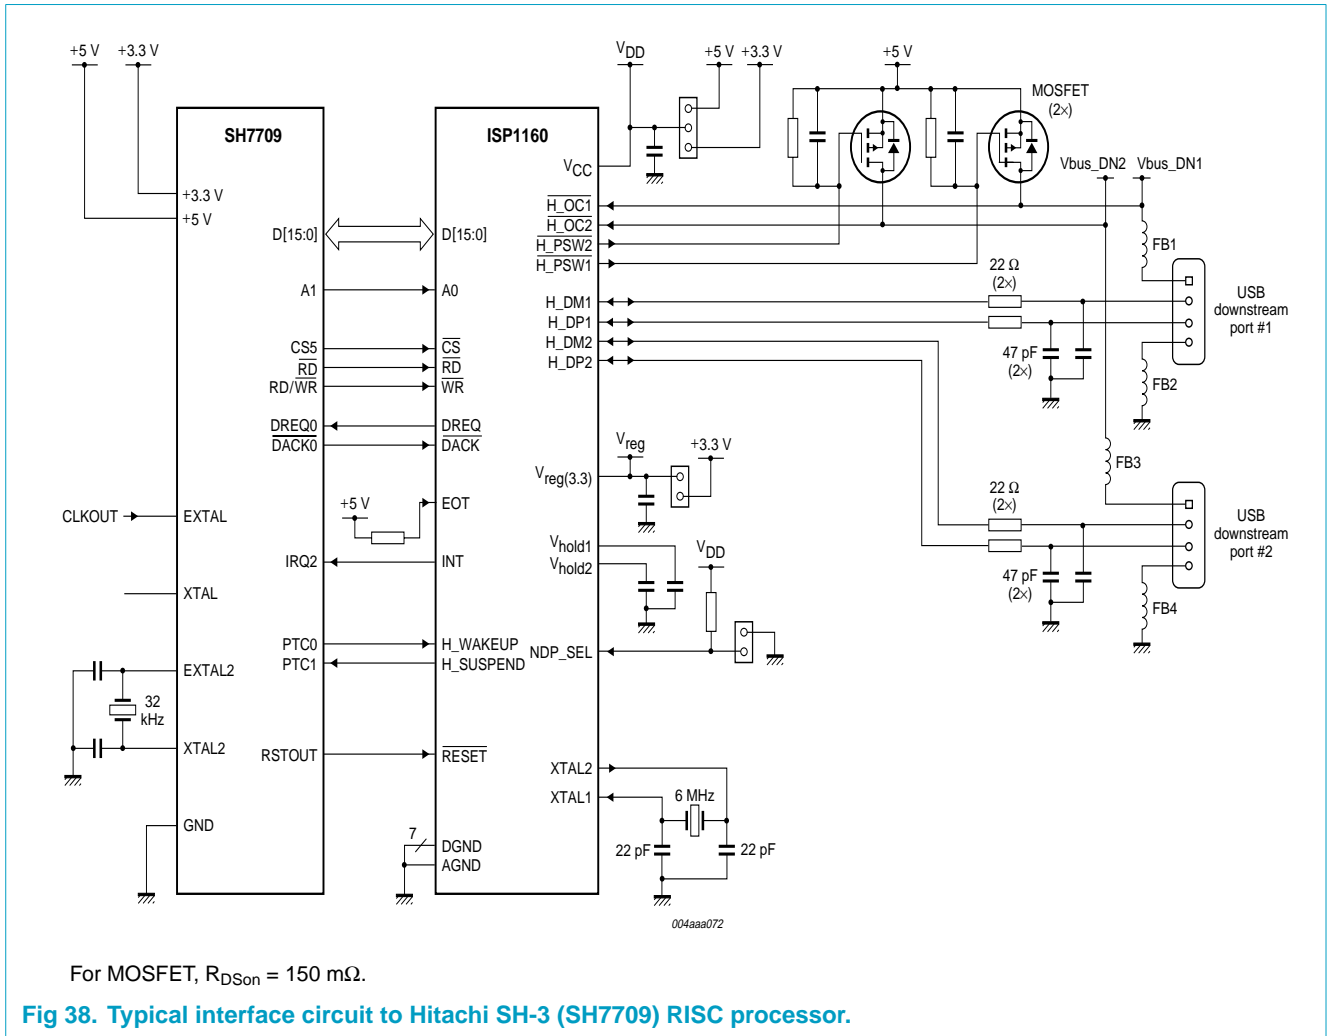 +5 V
+3.3 V
SH7709
+3.3 V
+5 V
D[15:0]
A1
CS5
RD
RD/WR
DREQ0
DACK0
CLKOUT
EXTAL
IRQ2
XTAL
PTC0
PTC1
EXTAL2
32
kHz
XTAL2
RSTOUT
GND
ISP1160
VCC
D[15:0]
A0
CS
RD
WR
DREQ
DACK
+5 V
EOT
INT
H_WAKEUP
H_SUSPEND
RESET
7
DGND
AGND
VDD
+5 V
+3.3 V
+5 V
MOSFET
(2×)
Vbus_DN2
Vbus_DN1
H_OC1
H_OC2
H_PSW2
H_PSW1
H_DM1
H_DP1
H_DM2
H_DP2
22 Ω
(2×)
47 pF
(2×)
FB1
FB2
USB
downstream
port #1
Vreg
+3.3 V
Vreg(3.3)
Vhold1
Vhold2
VDD
NDP_SEL
22 Ω
(2×)
47 pF
(2×)
FB3
FB4
USB
downstream
port #2
XTAL2
XTAL1
6 MHz
22 pF
22 pF
004aaa072
For MOSFET, RDSon = 150 mΩ.
Fig 38. Typical interface circuit to Hitachi SH-3 (SH7709) RISC processor.